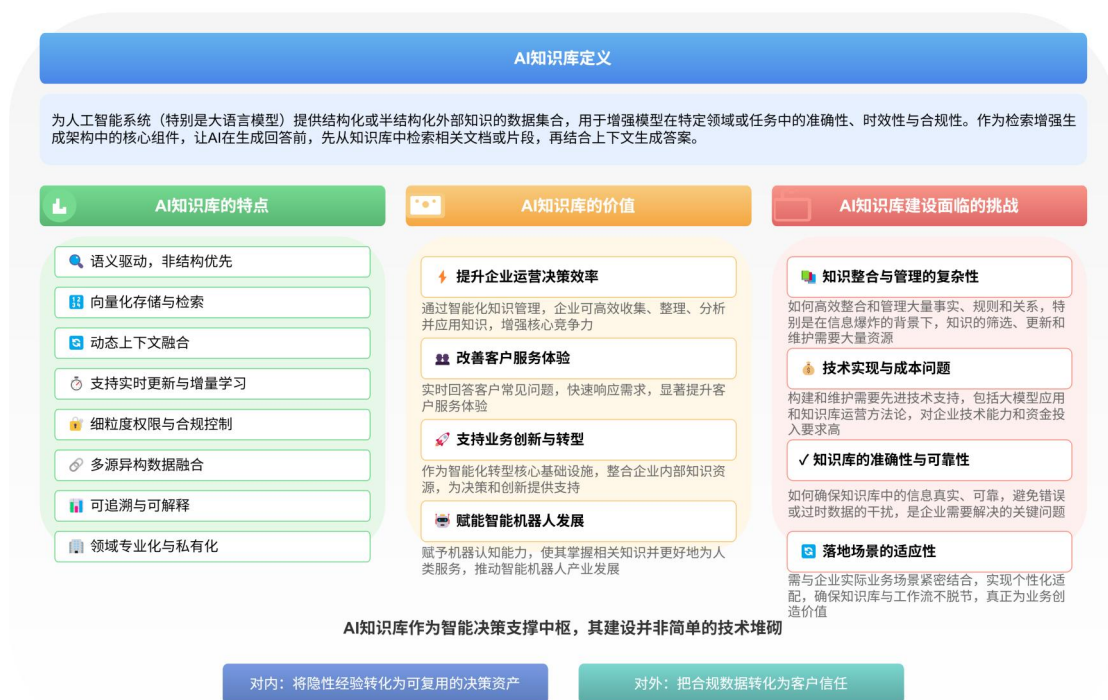 AI知识库定义
为人工智能系统（特别是大语言模型）提供结构化或半结构化外部知识的数据集合，用于增强模型在特定领域或任务中的准确性、时效性与合规性。作为检索增强生
成架构中的核心组件，让AI在生成回答前，先从知识库中检索相关文档或片段，再结合上下文生成答案。
AI知识库的特点
语义驱动，非结构优先
向量化存储与检索
动态上下文融合
支持实时更新与增量学习
细粒度权限与合规控制
多源异构数据融合
可追溯与可解释
领域专业化与私有化
AI知识库的价值
提升企业运营决策效率
通过智能化知识管理，企业可高效收集、整理、分析
并应用知识，增强核心竞争力
改善客户服务体验
实时回答客户常见问题，快速响应需求，显著提升客
户服务体验
支持业务创新与转型
作为智能化转型核心基础设施，整合企业内部知识资
源，为决策和创新提供支持
赋能智能机器人发展
赋予机器认知能力，使其掌握相关知识并更好地为人
类服务，推动智能机器人产业发展
AI知识库建设面临的挑战
知识整合与管理的复杂性
如何高效整合和管理大量事实、规则和关系，特
别是在信息爆炸的背景下，知识的筛选、更新和
维护需要大量资源
技术实现与成本问题
构建和维护需要先进技术支持，包括大模型应用
和知识库运营方法论，对企业技术能力和资金投
入要求高
✓知识库的准确性与可靠性
如何确保知识库中的信息真实、可靠，避免错误
或过时数据的干扰，是企业需要解决的关键问题
落地场景的适应性
需与企业实际业务场景紧密结合，实现个性化适
配，确保知识库与工作流不脱节，真正为业务创
造价值
AI知识库作为智能决策支撑中枢，其建设并非简单的技术堆砌
对内：将隐性经验转化为可复用的决策资产
对外：把合规数据转化为客户信任